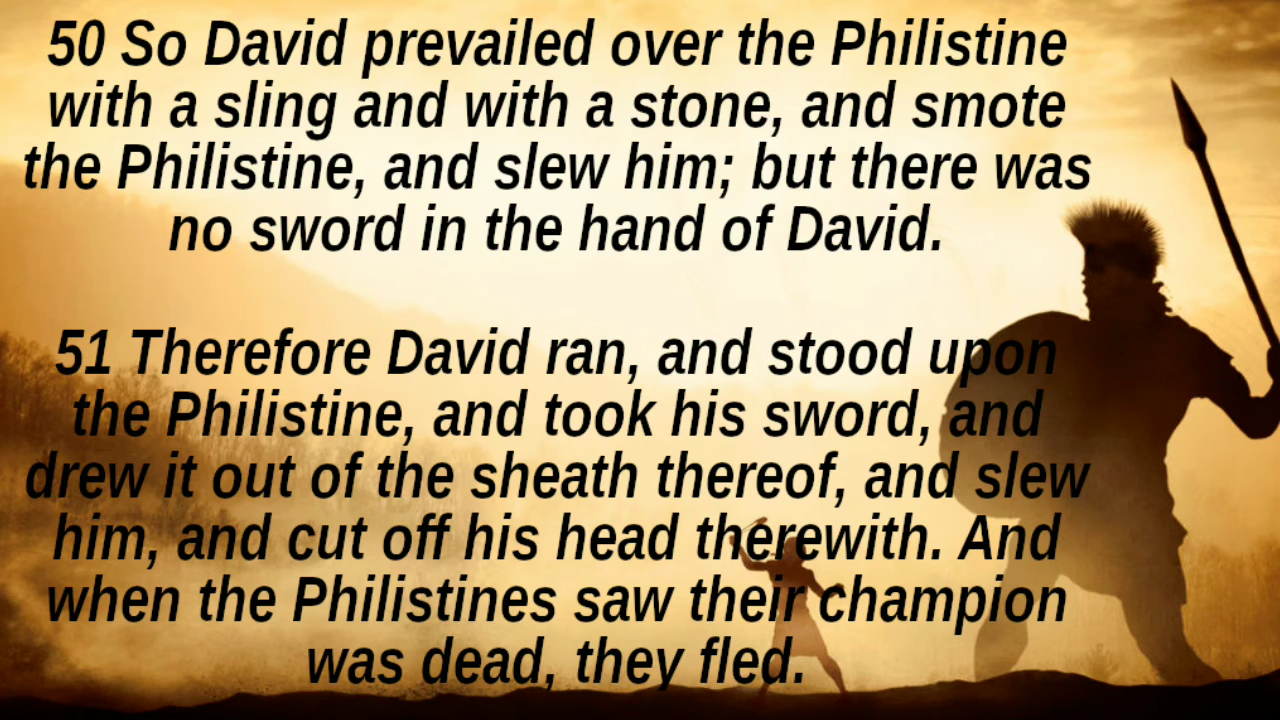 50 So David prevailed over the Philistine
with a sling and with a stone, and smote
the Philistine, and slew him; but there was
no sword in the hand of David.
51 Therefore David ran, and stood upon
the Philistine, and took his sword, and
drew it out of the sheath thereof, and slew
him, and cut off his head therewith. And
when the Philistines saw their champion
was dead, they fled.